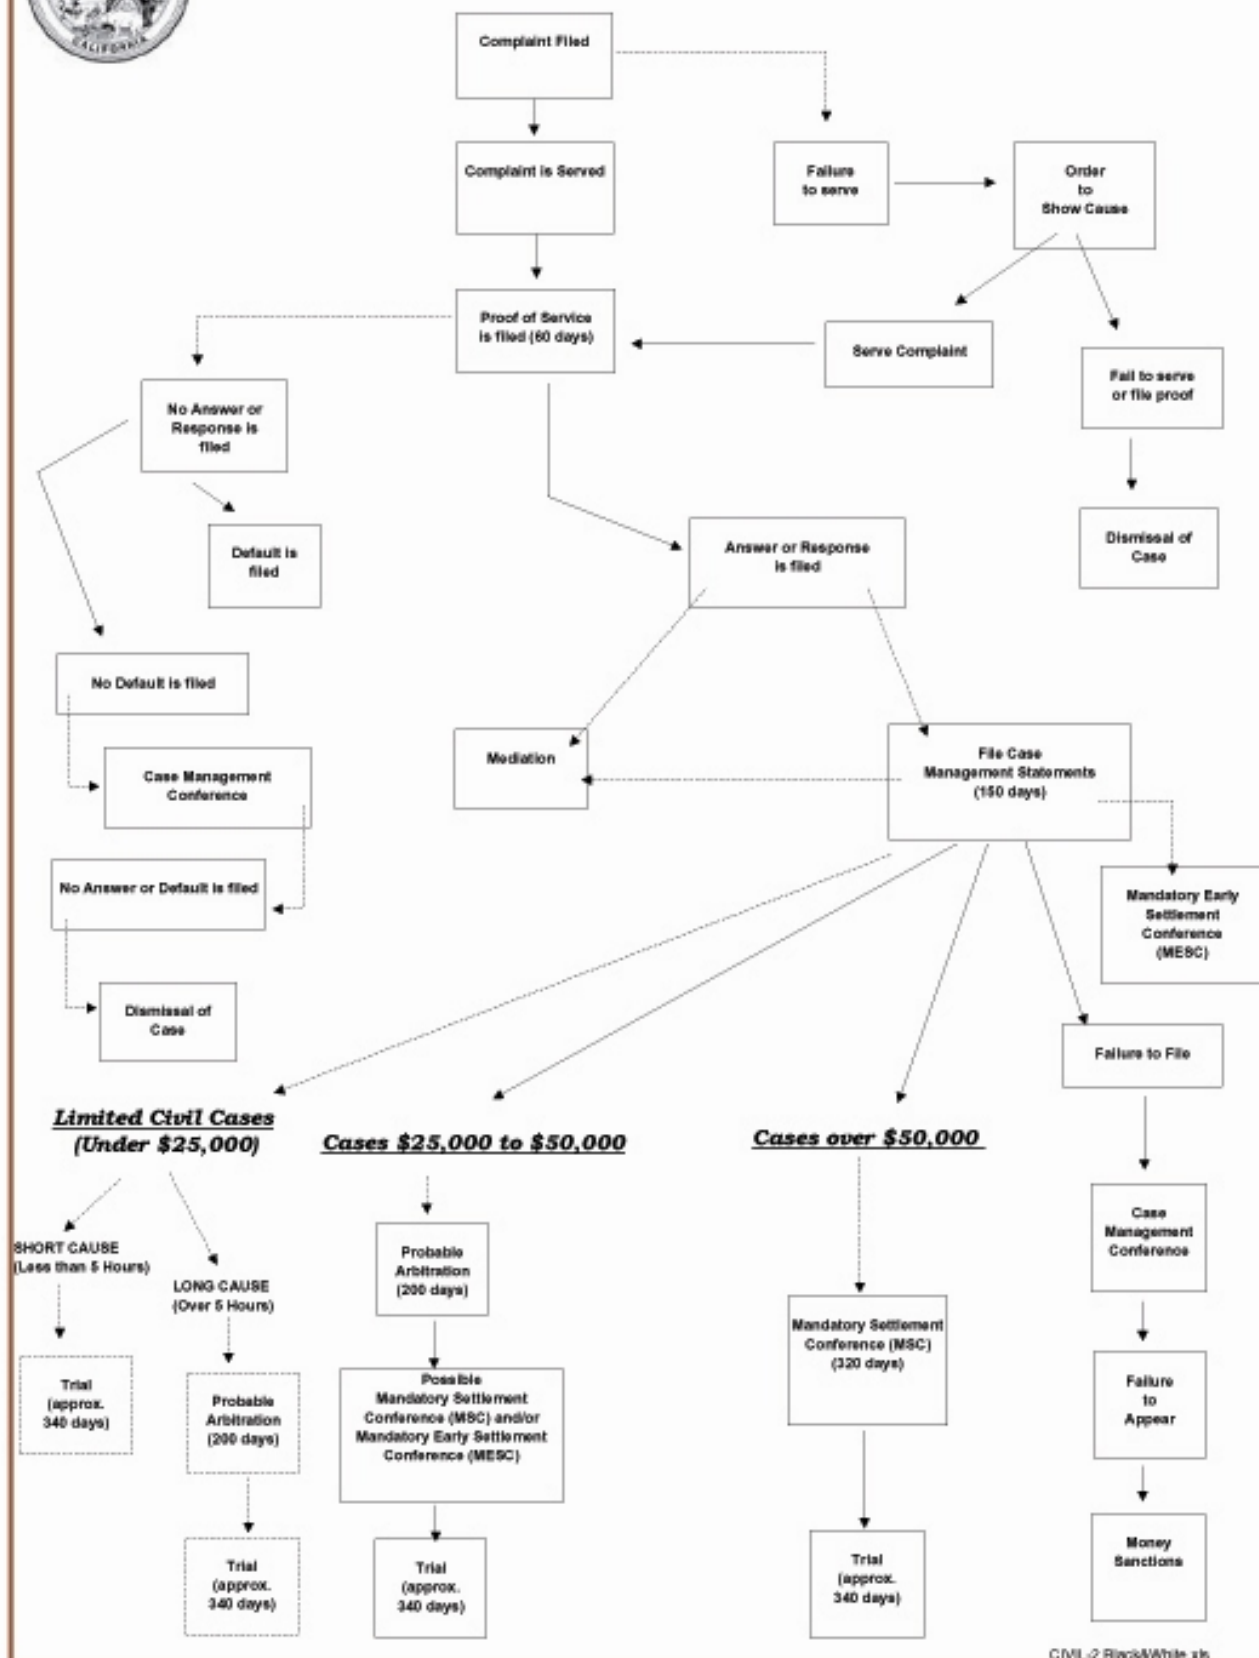 CALIFORNIA
Complaint Filed
Complaint is Served
Failure
to serve
Order
to
Show Cause
Proof of Service
is filed (60 days)
Serve Complaint
Fail to serve
or file proof
No Answer or
Response is
filed
Default is
filed
Answer or Response
is filed
Dismissal of
Case
No Default is filed
Case Management
Conference
Mediation
File Case
Management Statements
(150 days)
No Answer or Default is filed
Mandatory Early
Settlement
Conference
(MESC)
Dismissal of
Case
Failure to File
Limited Civil Cases
(Under $25,000)
Cases $25,000 to $50,000
Cases over $50,000
SHORT CAUSE
(Less than 5 Hours)
LONG CAUSE
(Over 5 Hours)
Probable
Arbitration
(200 days)
Case
Management
Conference
Mandatory Settlement
Conference (MSC)
(320 days)
Trial
(approx.
340 days)
Probable
Arbitration
(200 days)
Possible
Mandatory Settlement
Conference (MSC) and/or
Mandatory Early Settlement
Conference (MESC)
Failure
to
Appear
Trial
(approx.
340 days)
Trial
(approx.
340 days)
Trial
(approx.
340 days)
Money
Sanctions
CIVIL-2 Black&White.xls